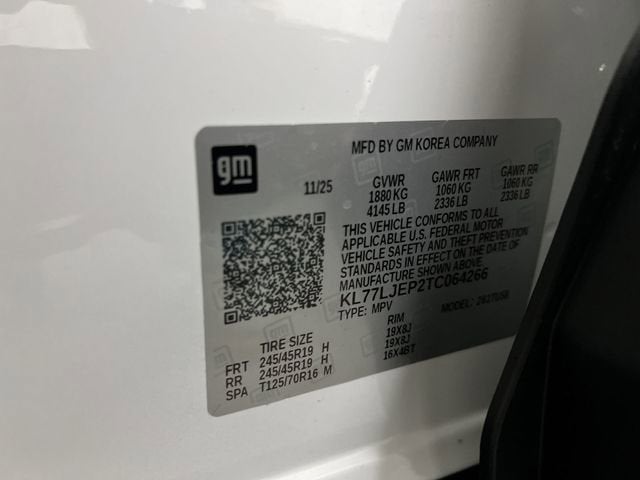 gm
MFD BY GM KOREA COMPANY
11/25
GVWR GAWR FRT GAWR RR
1880 KG 1060 KG 1060 KG
4145 LB 2336 LB 2336 LB
THIS VEHICLE CONFORMS TO ALL
APPLICABLE U.S. FEDERAL MOTOR
VEHICLE SAFETY AND THEFT PREVENTION
STANDARDS IN EFFECT ON THE DATE OF
MANUFACTURE SHOWN ABOVE.
KL77LJEP2TC064266
TYPE: MPV MODEL:
TIRE SIZE RIM
FRT 245/45R19 H 19X8J
RR 245/45R19 H 19X8J
SPA T125/70R16 M 16X4BT